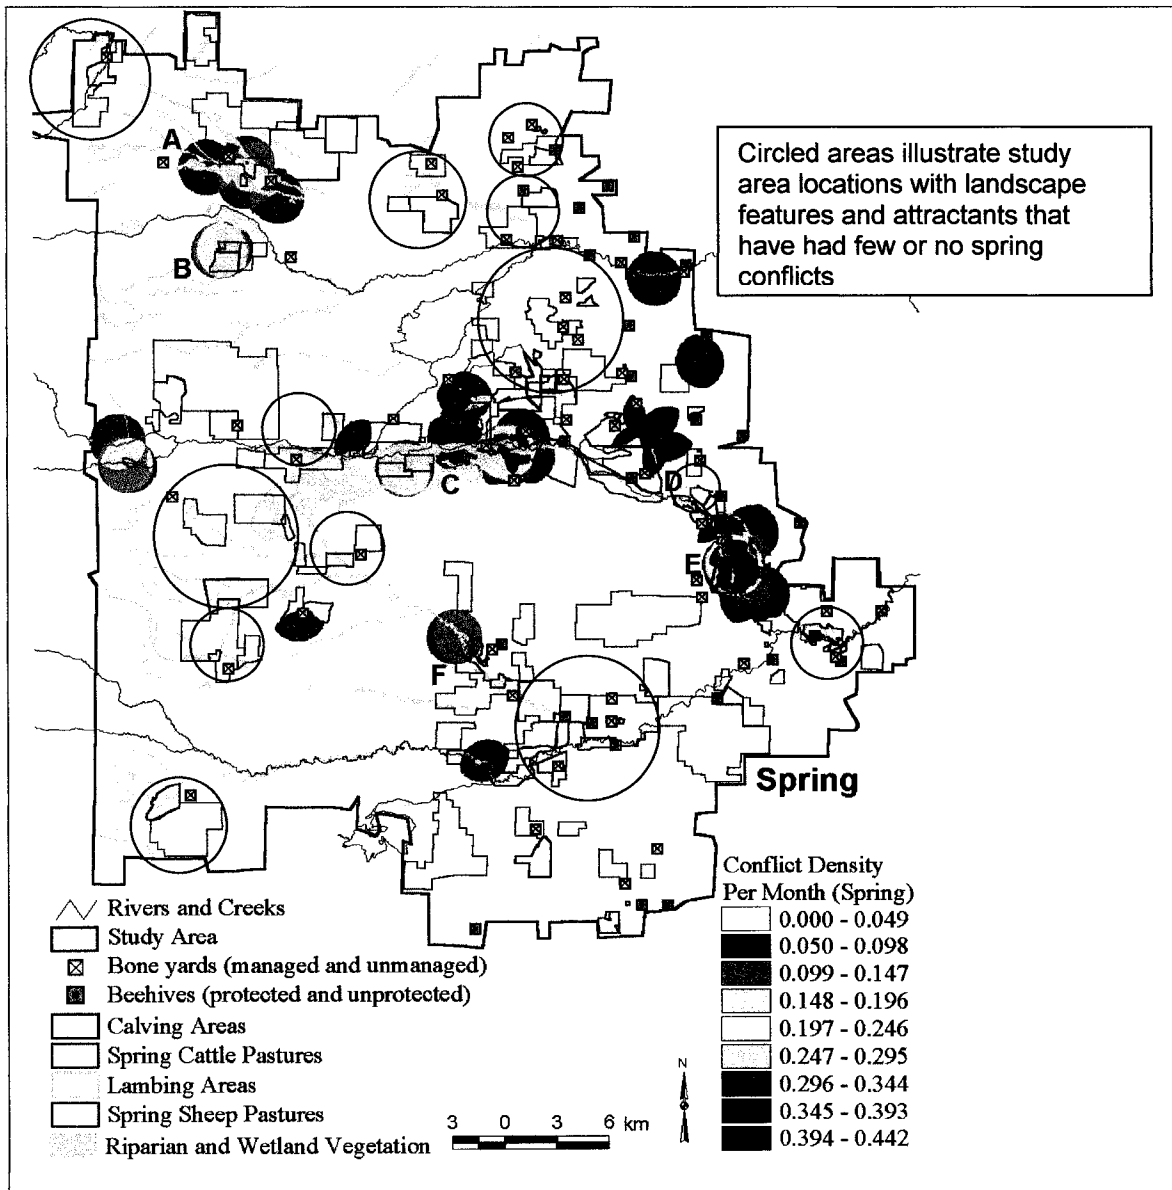 Circled areas illustrate study
area locations with landscape
features and attractants that
have had few or no spring
conflicts
A
B
C
D
E
F
Spring
Rivers and Creeks
Study Area
Bone yards (managed and unmanaged)
Beehives (protected and unprotected)
Calving Areas
Spring Cattle Pastures
Lambing Areas
Spring Sheep Pastures
Riparian and Wetland Vegetation
N
3 0 3 6 km
Conflict Density
Per Month (Spring)
0.000 - 0.049
0.050 - 0.098
0.099 - 0.147
0.148 - 0.196
0.197 - 0.246
0.247 - 0.295
0.296 - 0.344
0.345 - 0.393
0.394 - 0.442